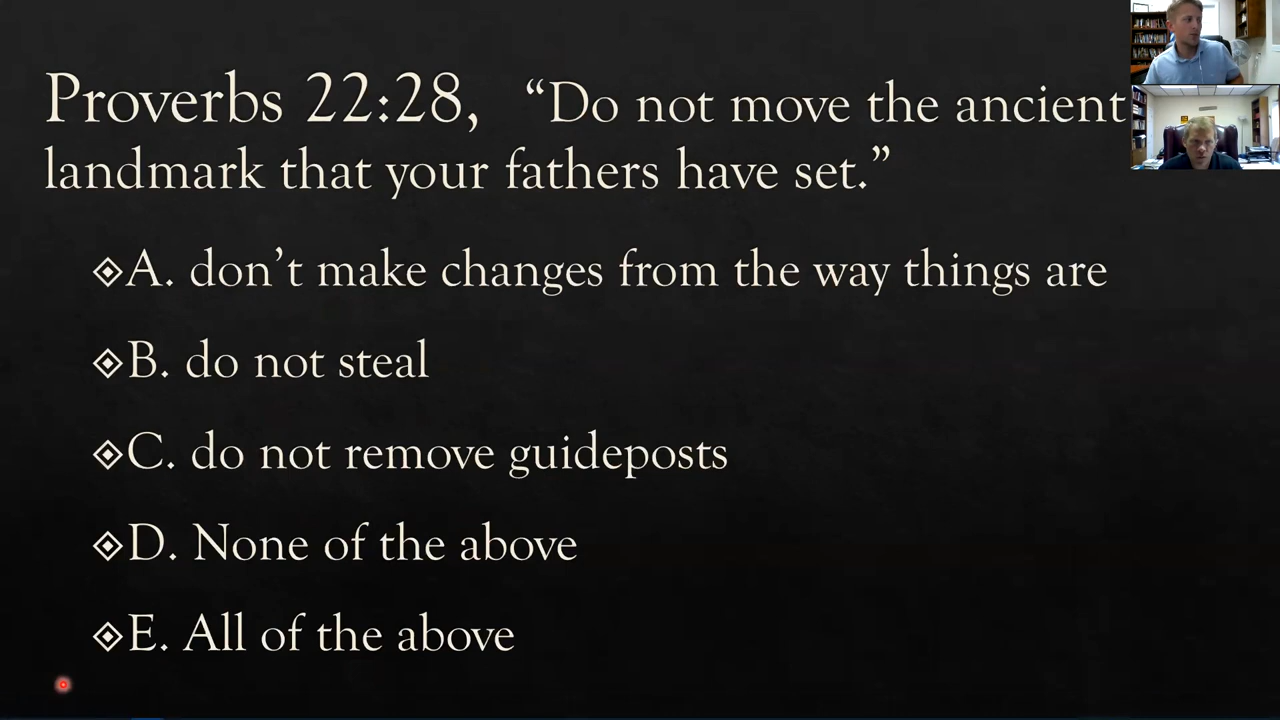 Proverbs 22:28, “Do not move the ancient
landmark that your fathers have set.”
A. don’t make changes from the way things are
B. do not steal
C. do not remove guideposts
D. None of the above
E. All of the above